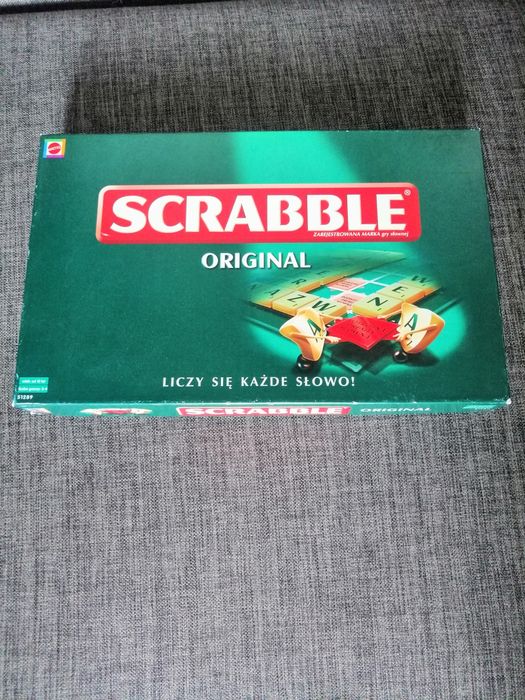 SCRABBLE®
ZAREJESTROWANA MARKA gry słownej
ORIGINAL
LICZY SIĘ KAŻDE SŁOWO!
51289
SCRABBLE ORIGINAL